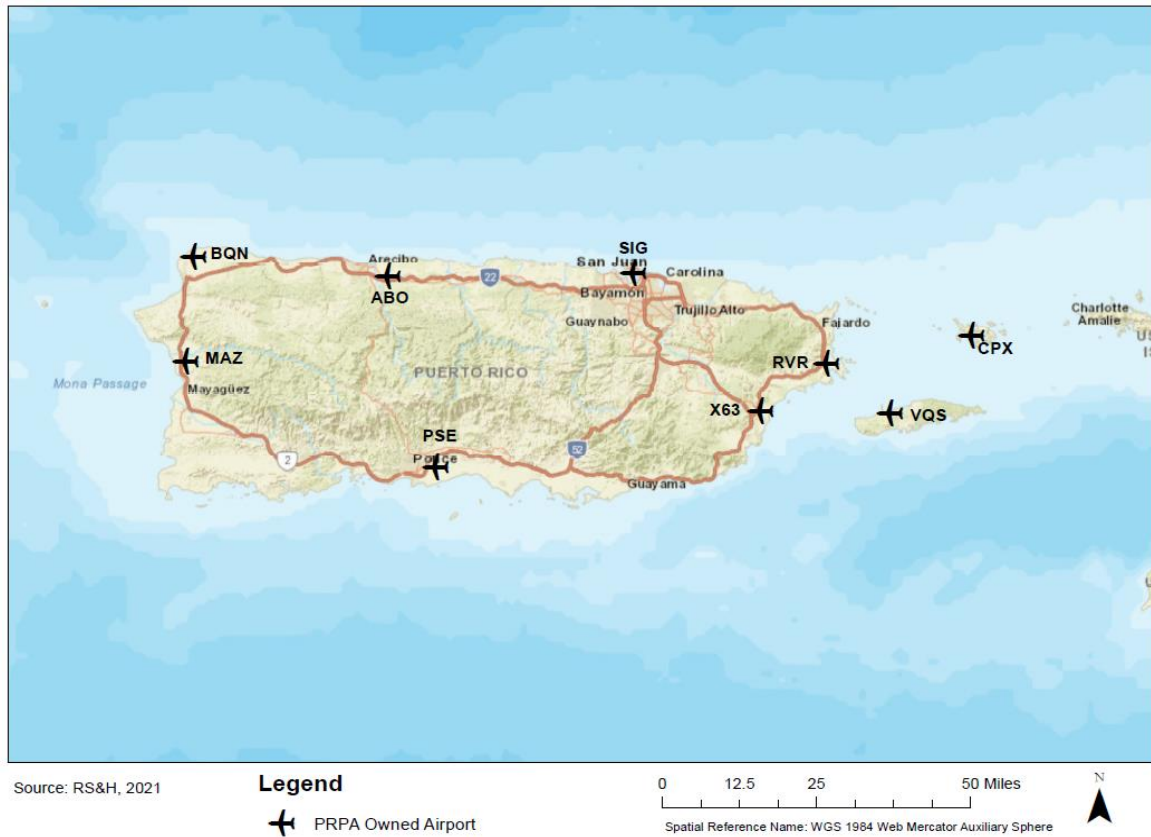 BQN
Arecibo
ABO
22
SIG
San Juan
Carolina
Bayamón
Trujillo Alto
Guaynabo
Fajardo
Charlotte
Amalie
CPX
RVR
MAZ
Mona Passage
Mayagüez
PUERTO RICO
X63
VQS
PSE
Ponce
2
52
Guayama
Source: RS&H, 2021
Legend
PRPA Owned Airport
0 12.5 25 50 Miles
Spatial Reference Name: WGS 1984 Web Mercator Auxiliary Sphere
N